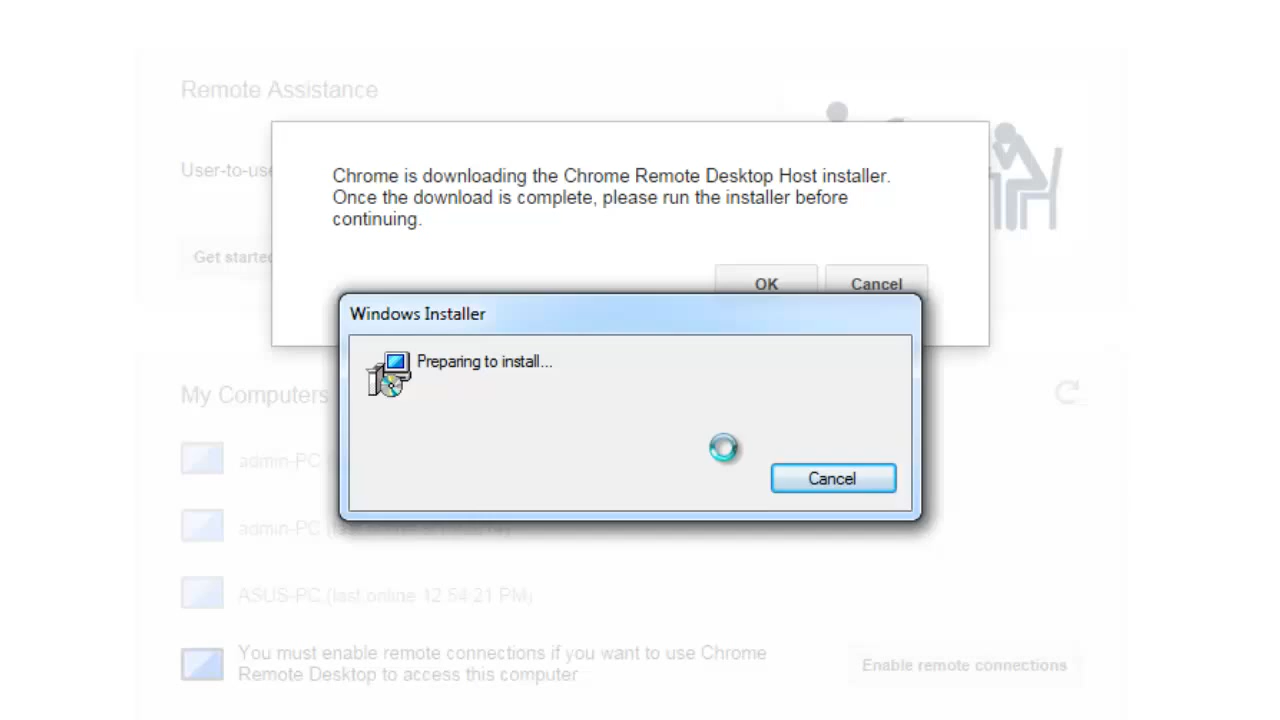 Remote Assistance
User-to-use
Chrome is downloading the Chrome Remote Desktop Host installer.
Once the download is complete, please run the installer before
continuing.
Get starte
OK
Cancel
Windows Installer
Preparing to install...
Cancel
My Computers
admin-PC
admin-PC
ASUS-PC (last online 12:54:21 PM)
You must enable remote connections if you want to use Chrome
Remote Desktop to access this computer
Enable remote connections